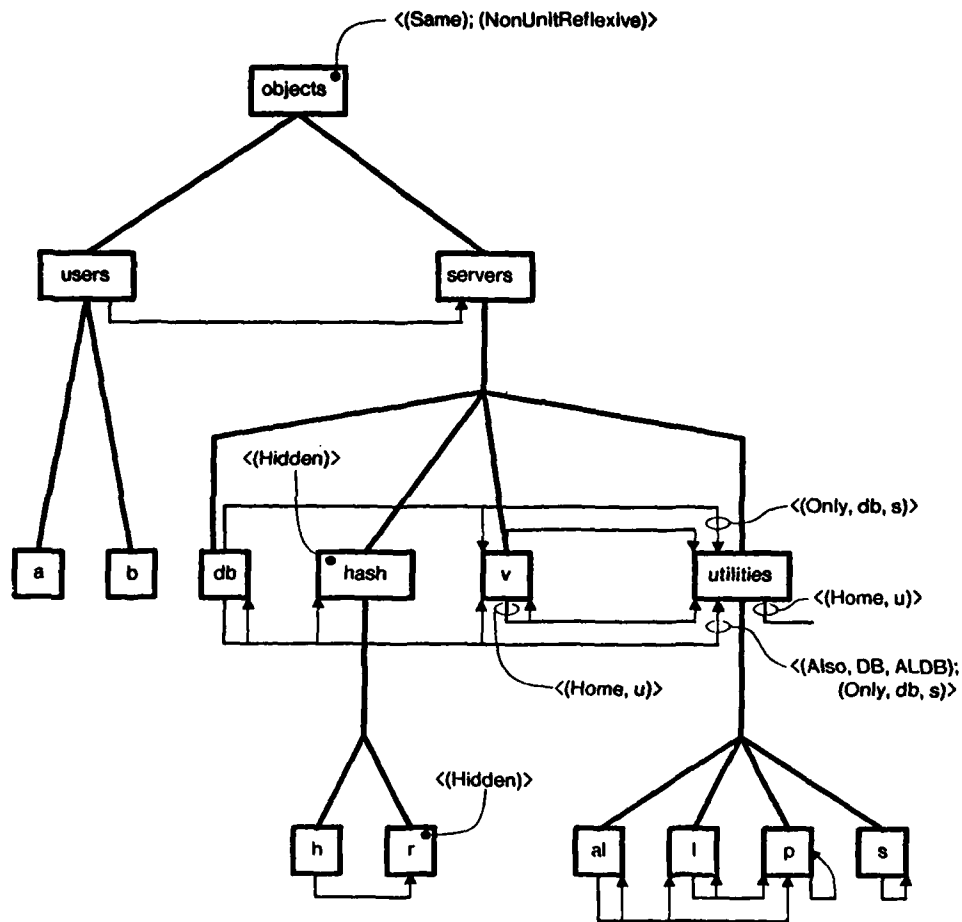 <(Same); (NonUnitReflexive)>
objects
users
servers
<(Hidden)>
<(Only, db, s)>
a
b
db
hash
v
utilities
<(Home, u)>
<(Home, u)>
<(Also, DB, ALDB);
(Only, db, s)>
<(Hidden)>
h
r
al
l
p
s